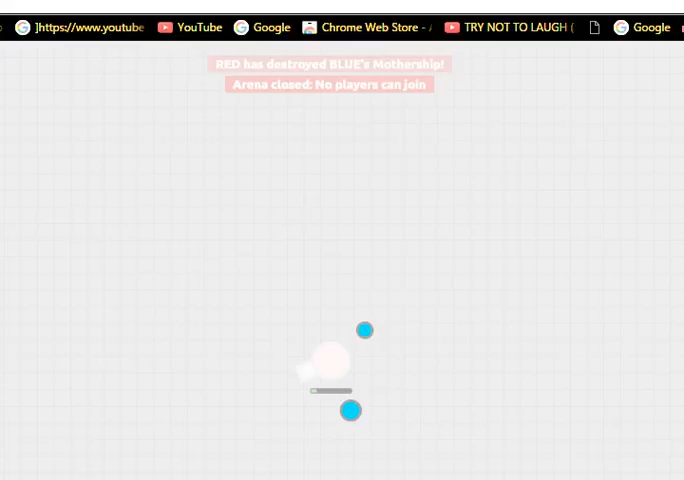 ]https://www.youtube YouTube Google Chrome Web Store - TRY NOT TO LAUGH ( Google
RED has destroyed BLUE's Mothership!
Arena closed: No players can join